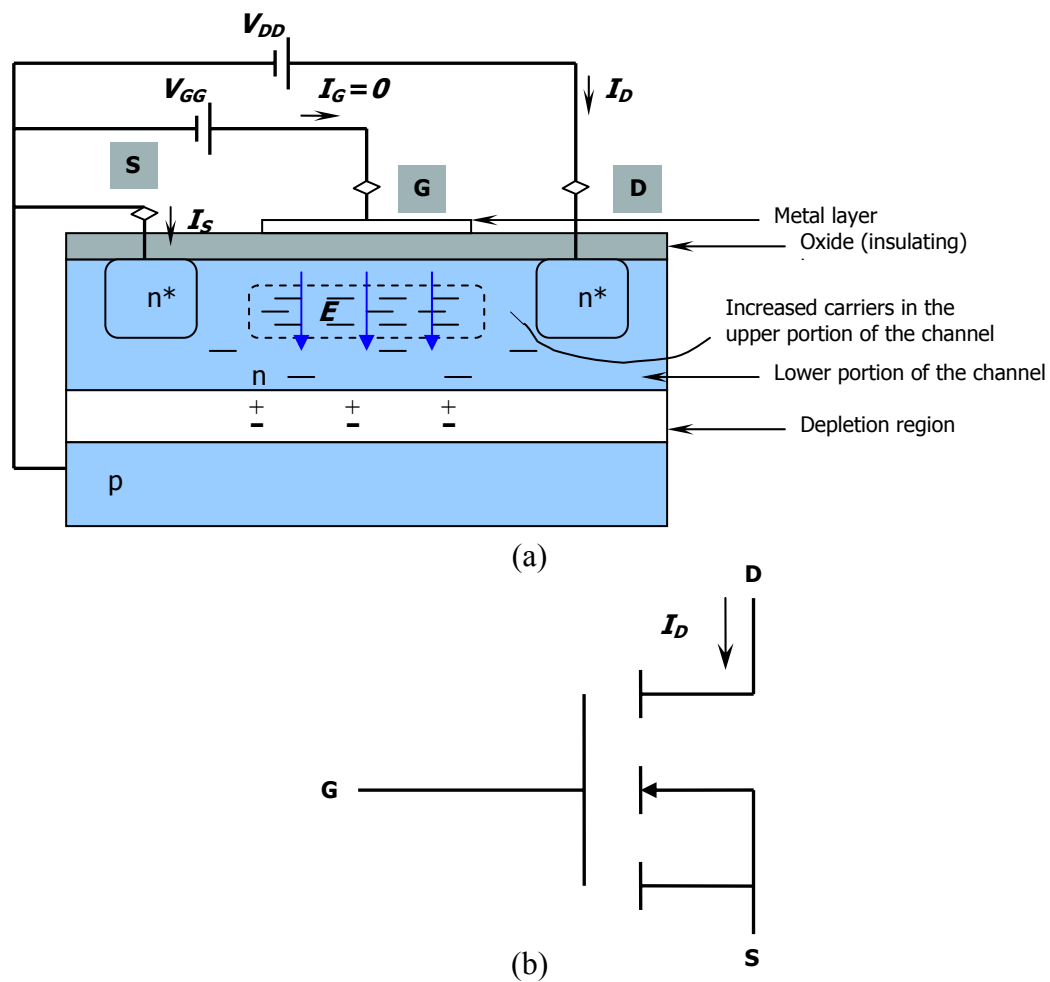 V_DD
V_GG
I_G = 0
I_D
S
G
D
I_S
Metal layer
Oxide (insulating)
n*
E
n*
Increased carriers in the
upper portion of the channel
n
Lower portion of the channel
+ + +
- - -
Depletion region
p
(a)
D
I_D
G
S
(b)